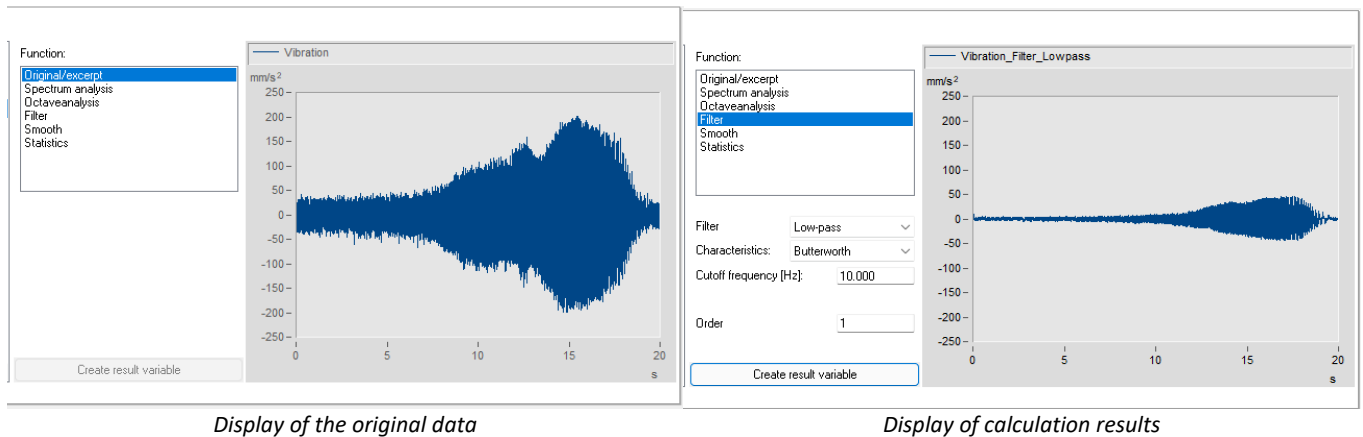 Function:
Original/excerpt
Spectrum analysis
Octaveanalysis
Filter
Smooth
Statistics
Create result variable
Vibration
mm/s²
250
200
150
100
50
0
-50
-100
-150
-200
-250
0 5 10 15 20
s
Display of the original data
Function:
Original/excerpt
Spectrum analysis
Octaveanalysis
Filter
Smooth
Statistics
Filter Low-pass
Characteristics: Butterworth
Cutoff frequency [Hz]: 10.000
Order 1
Create result variable
Vibration_Filter_Lowpass
mm/s²
250
200
150
100
50
0
-50
-100
-150
-200
-250
0 5 10 15 20
s
Display of calculation results